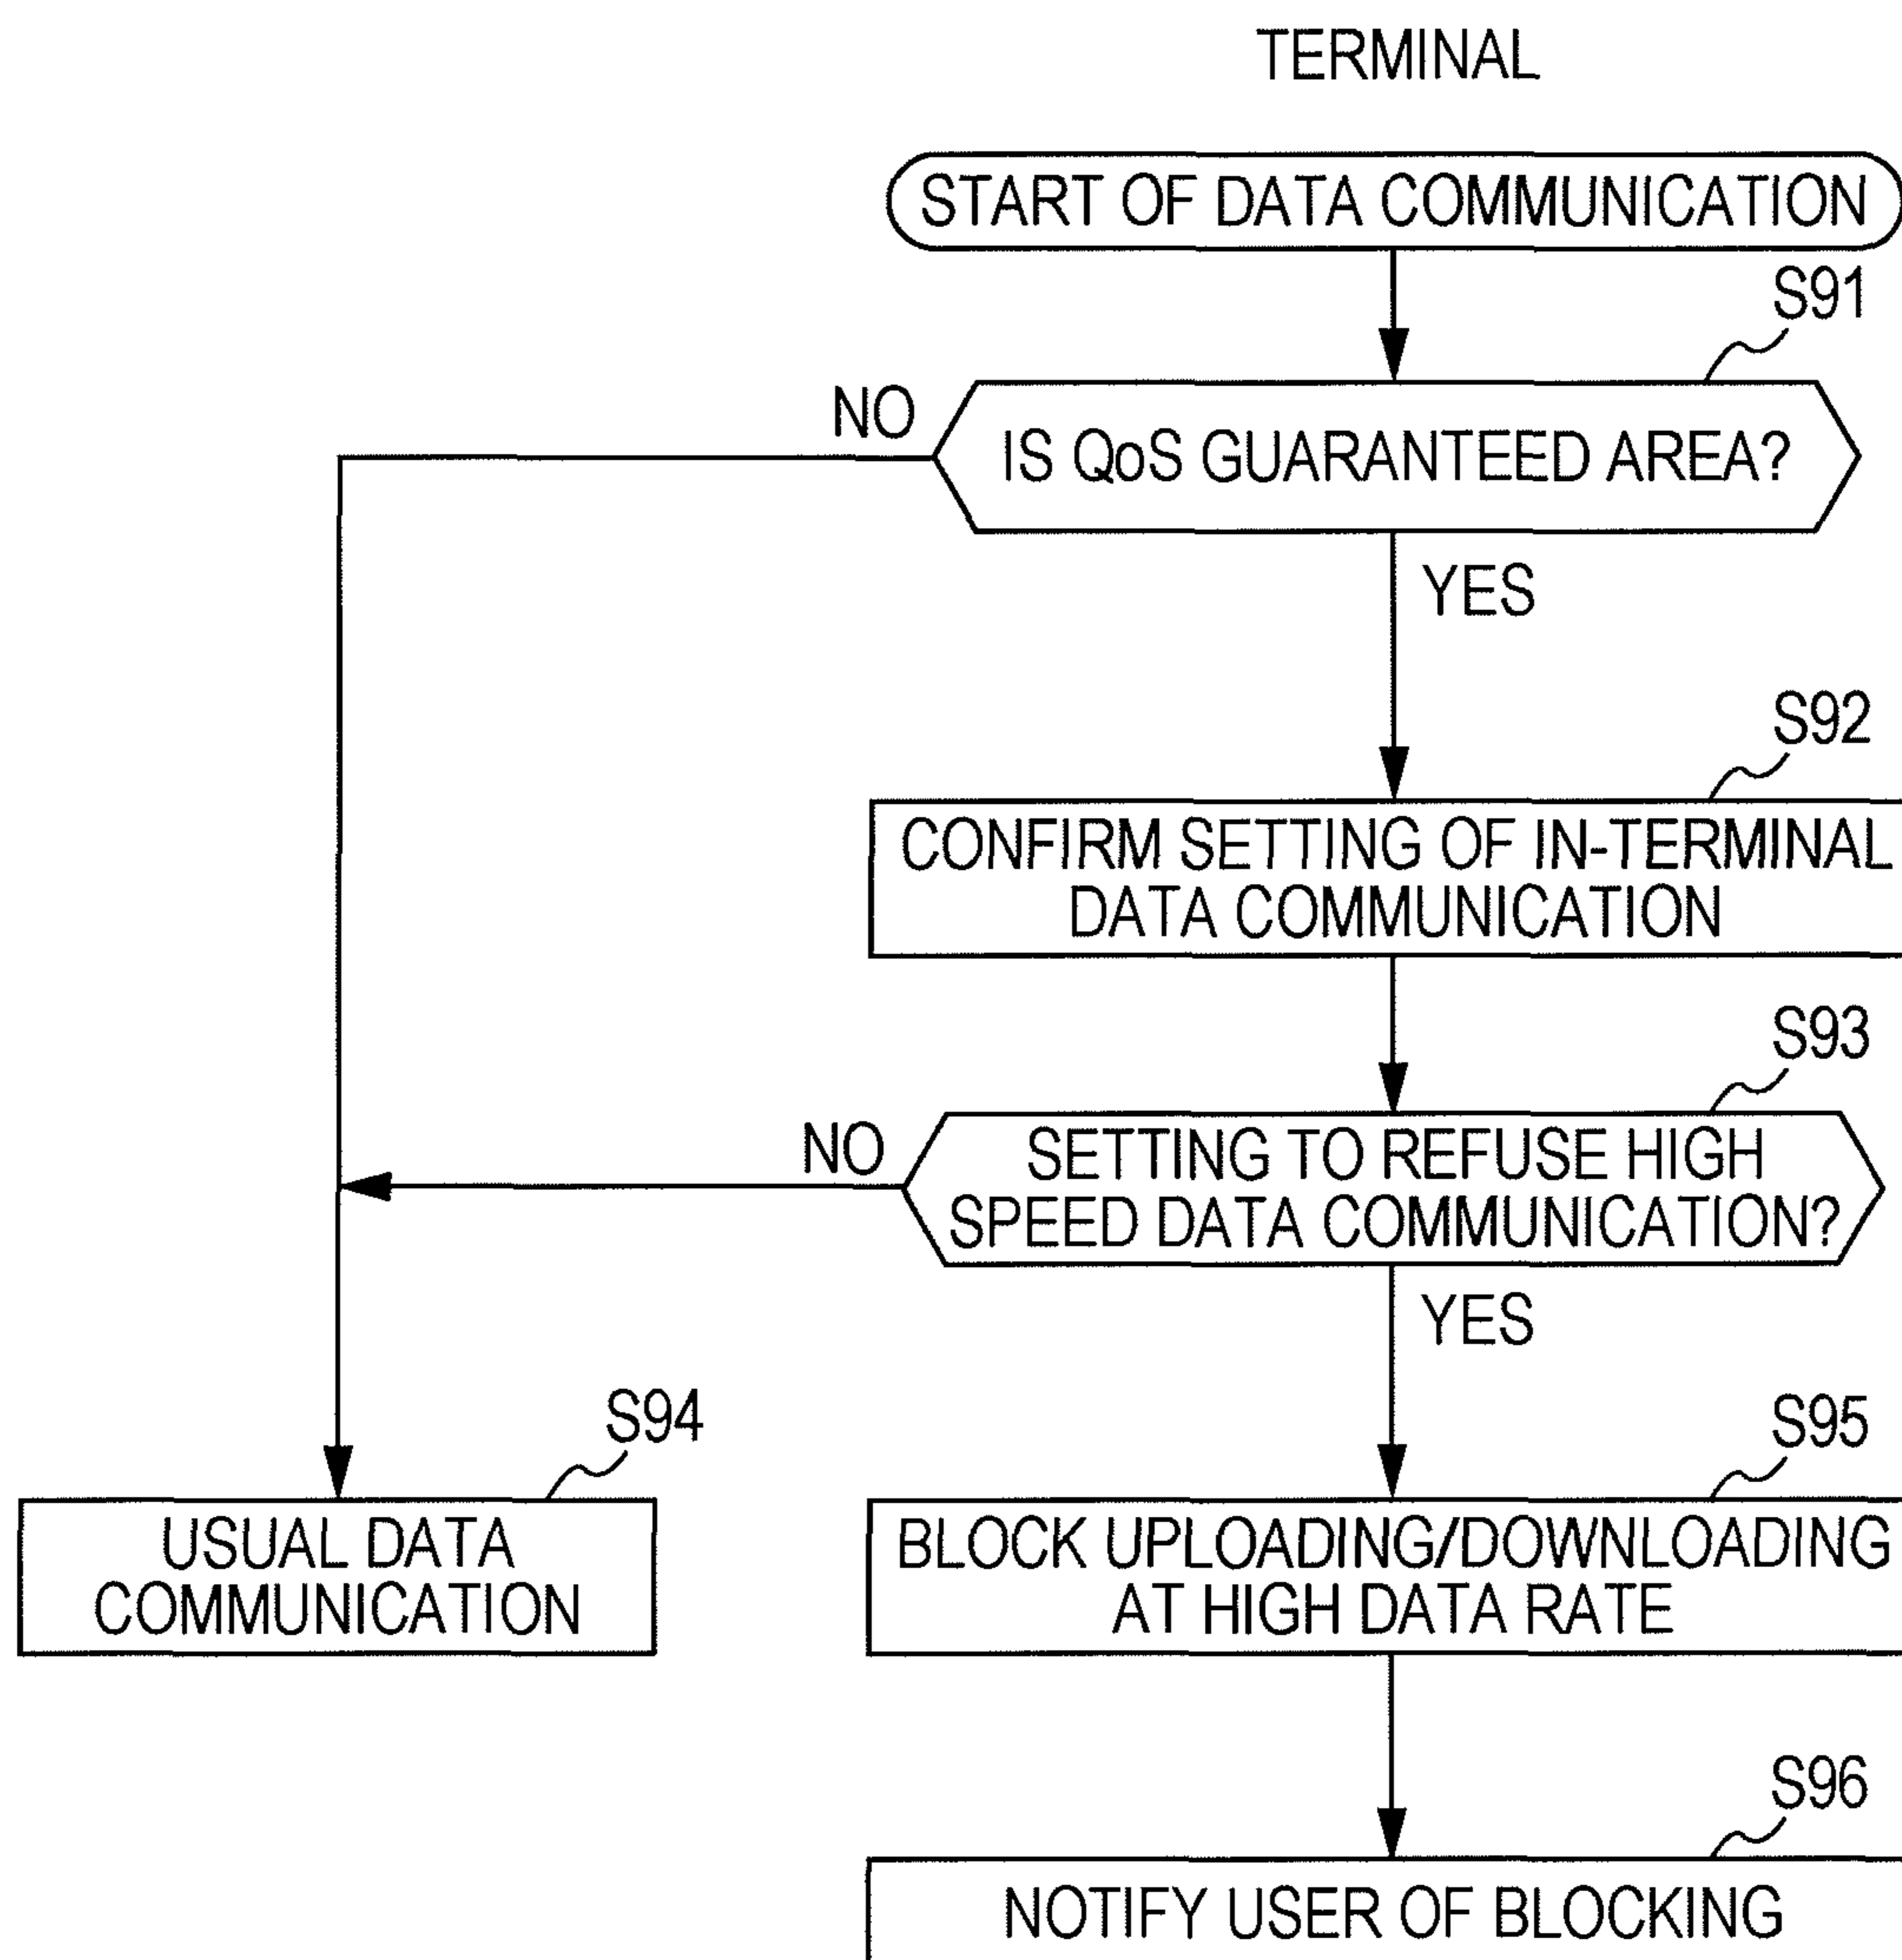 TERMINAL
START OF DATA COMMUNICATION
S91
NO
IS QoS GUARANTEED AREA?
YES
S92
CONFIRM SETTING OF IN-TERMINAL
DATA COMMUNICATION
S93
NO
SETTING TO REFUSE HIGH
SPEED DATA COMMUNICATION?
YES
S94
S95
USUAL DATA
COMMUNICATION
BLOCK UPLOADING/DOWNLOADING
AT HIGH DATA RATE
S96
NOTIFY USER OF BLOCKING